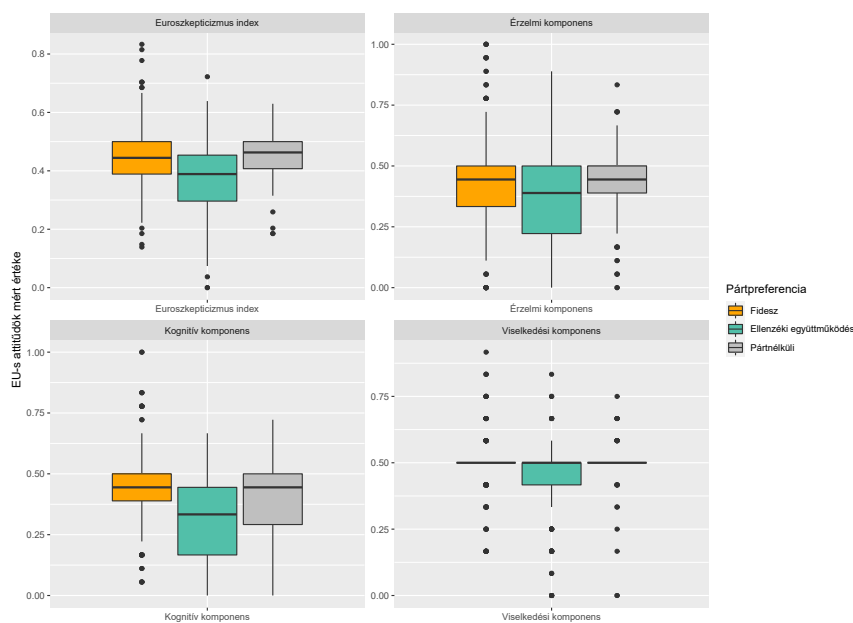 Euroszkepticizmus index
Érzelmi komponens
0.8
0.6
0.4
0.2
0.0
1.00
0.75
0.50
0.25
0.00
Euroszkepticizmus index
Érzelmi komponens
EU-s attitűdök mért értéke
Kognitív komponens
Viselkedési komponens
1.00
0.75
0.50
0.25
0.00
0.75
0.50
0.25
0.00
Kognitív komponens
Viselkedési komponens
Pártpreferencia
Fidesz
Ellenzéki együttműködés
Pártnélküli